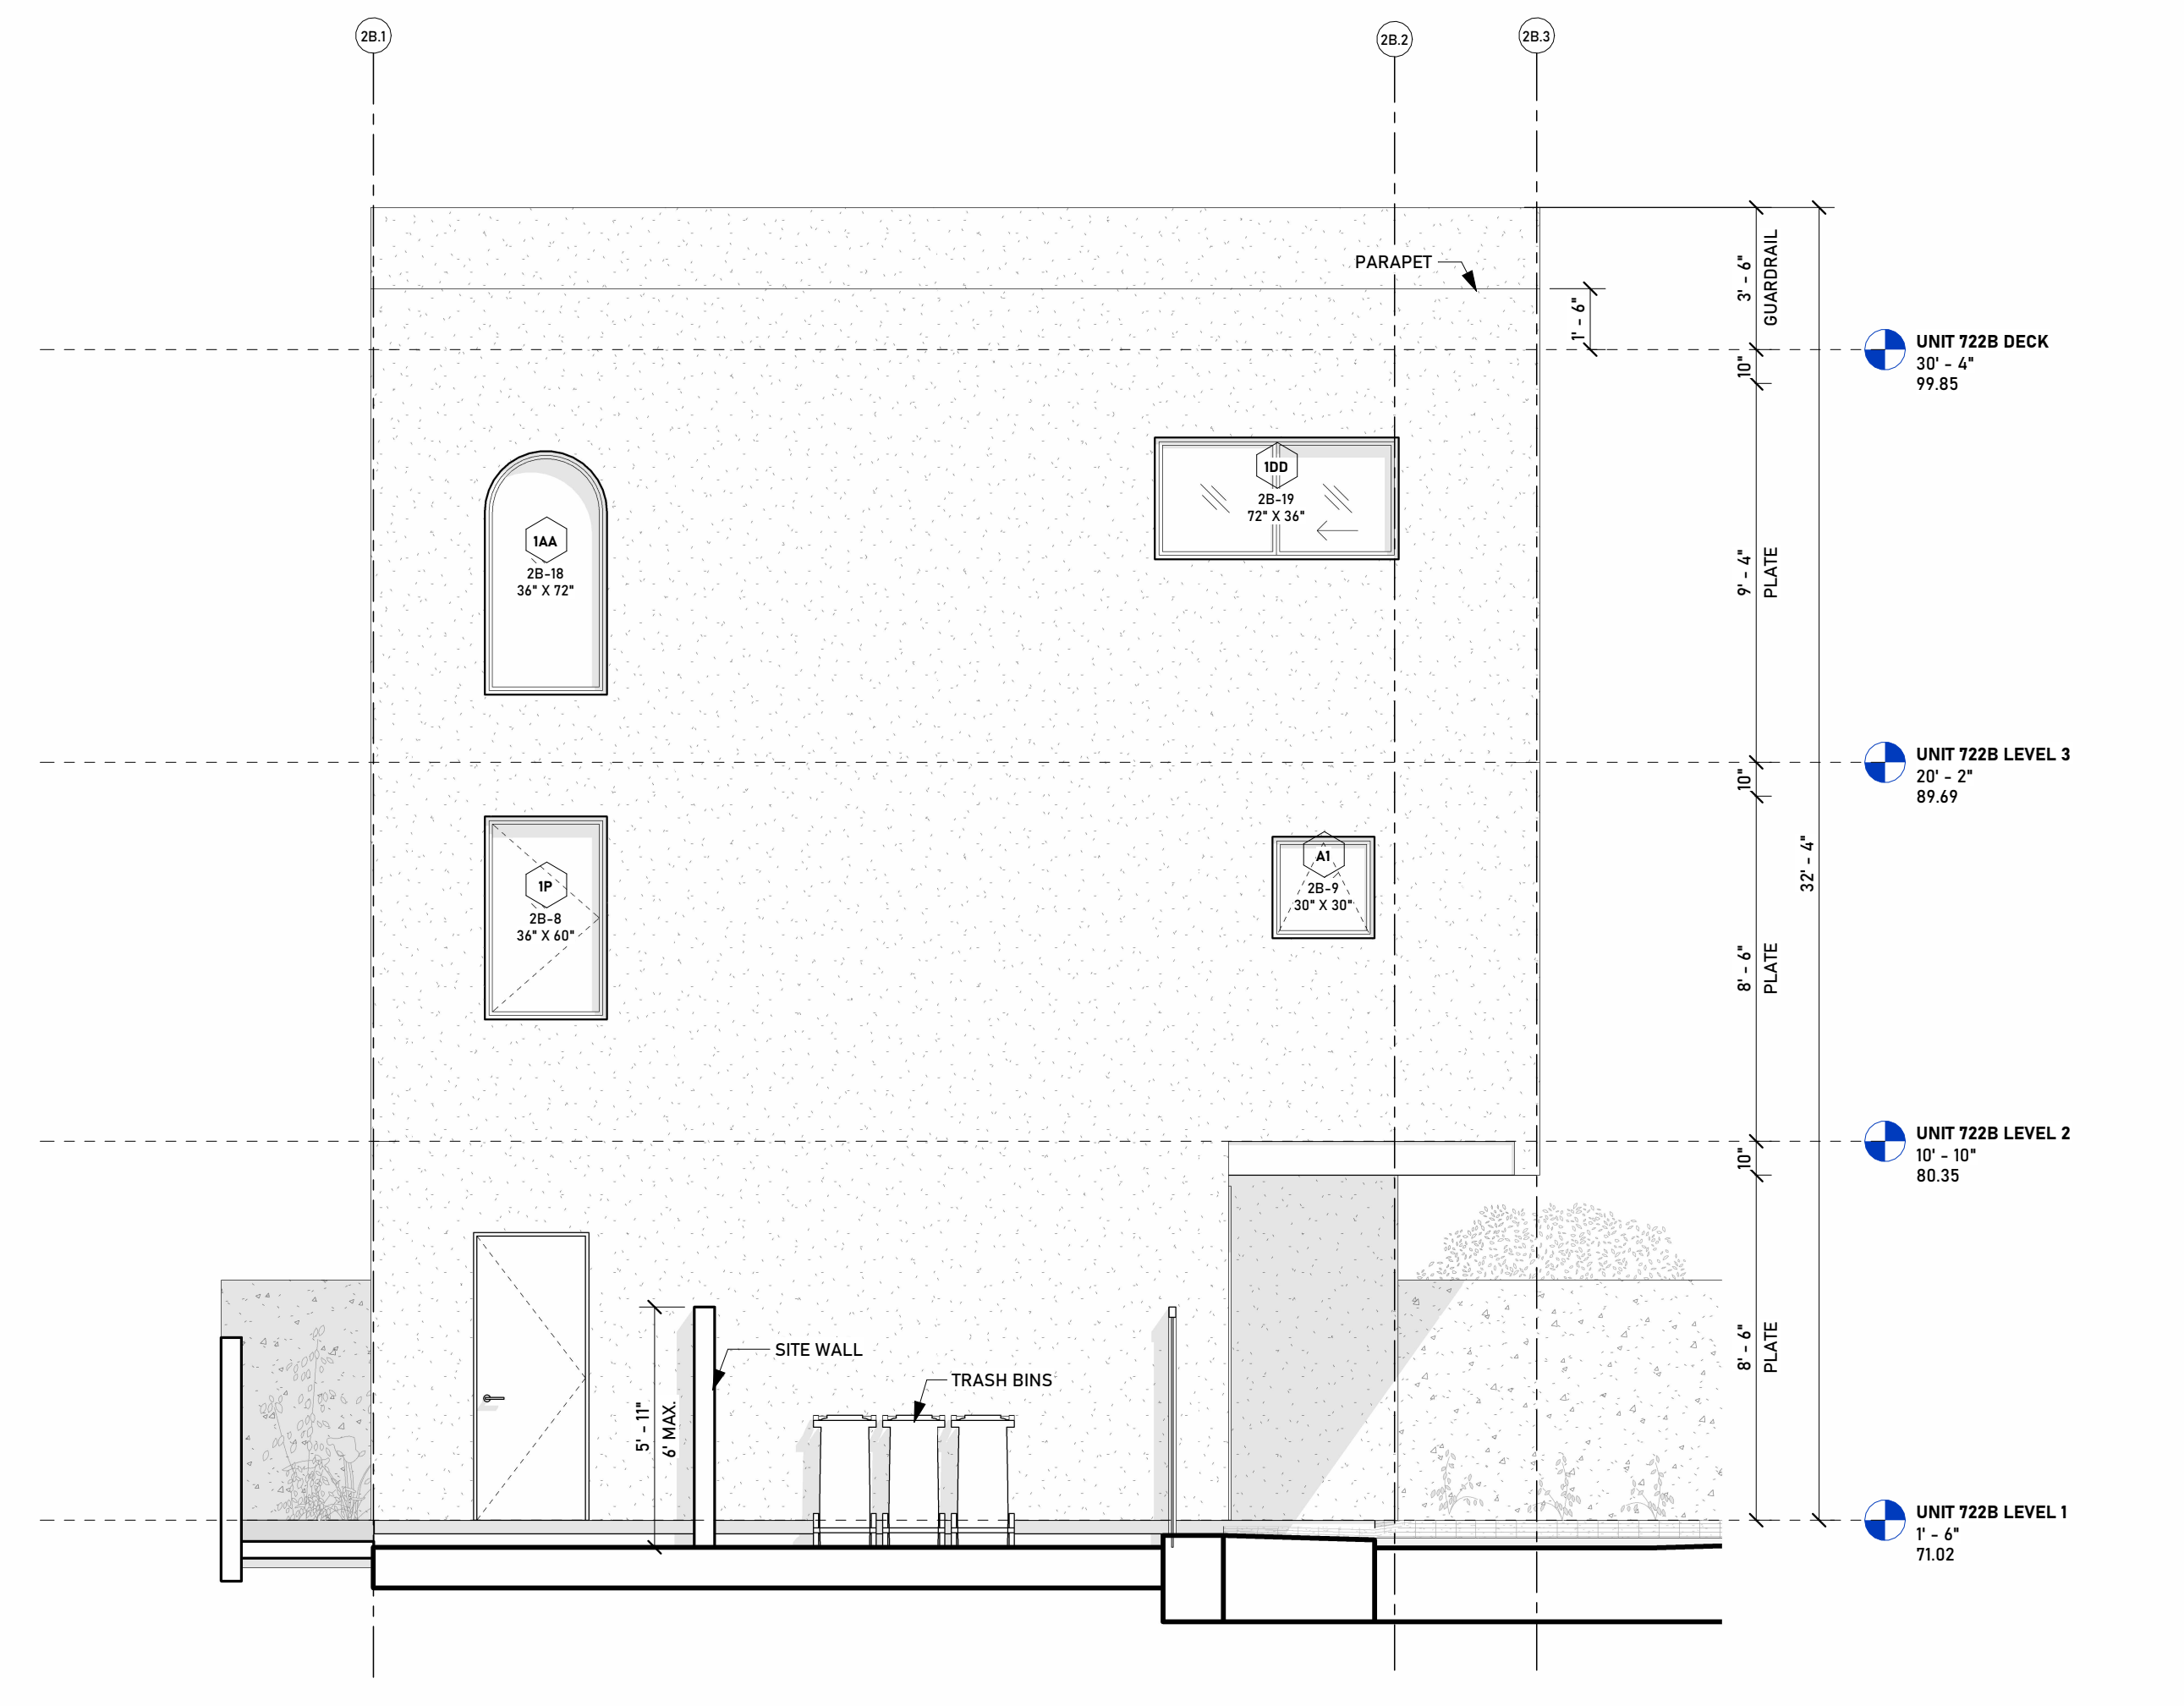 2B.1
2B.2
2B.3
PARAPET
1' - 6"
3' - 6"
GUARDRAIL
UNIT 722B DECK
30' - 4"
99.85
10"
1AA
2B-18
36" X 72"
1DD
2B-19
72" X 36"
9' - 4"
PLATE
UNIT 722B LEVEL 3
20' - 2"
89.69
10"
1P
2B-8
36" X 60"
A1
2B-9
30" X 30"
32' - 4"
8' - 6"
PLATE
UNIT 722B LEVEL 2
10' - 10"
80.35
10"
SITE WALL
TRASH BINS
5' - 11"
6' MAX.
8' - 6"
PLATE
UNIT 722B LEVEL 1
1' - 6"
71.02